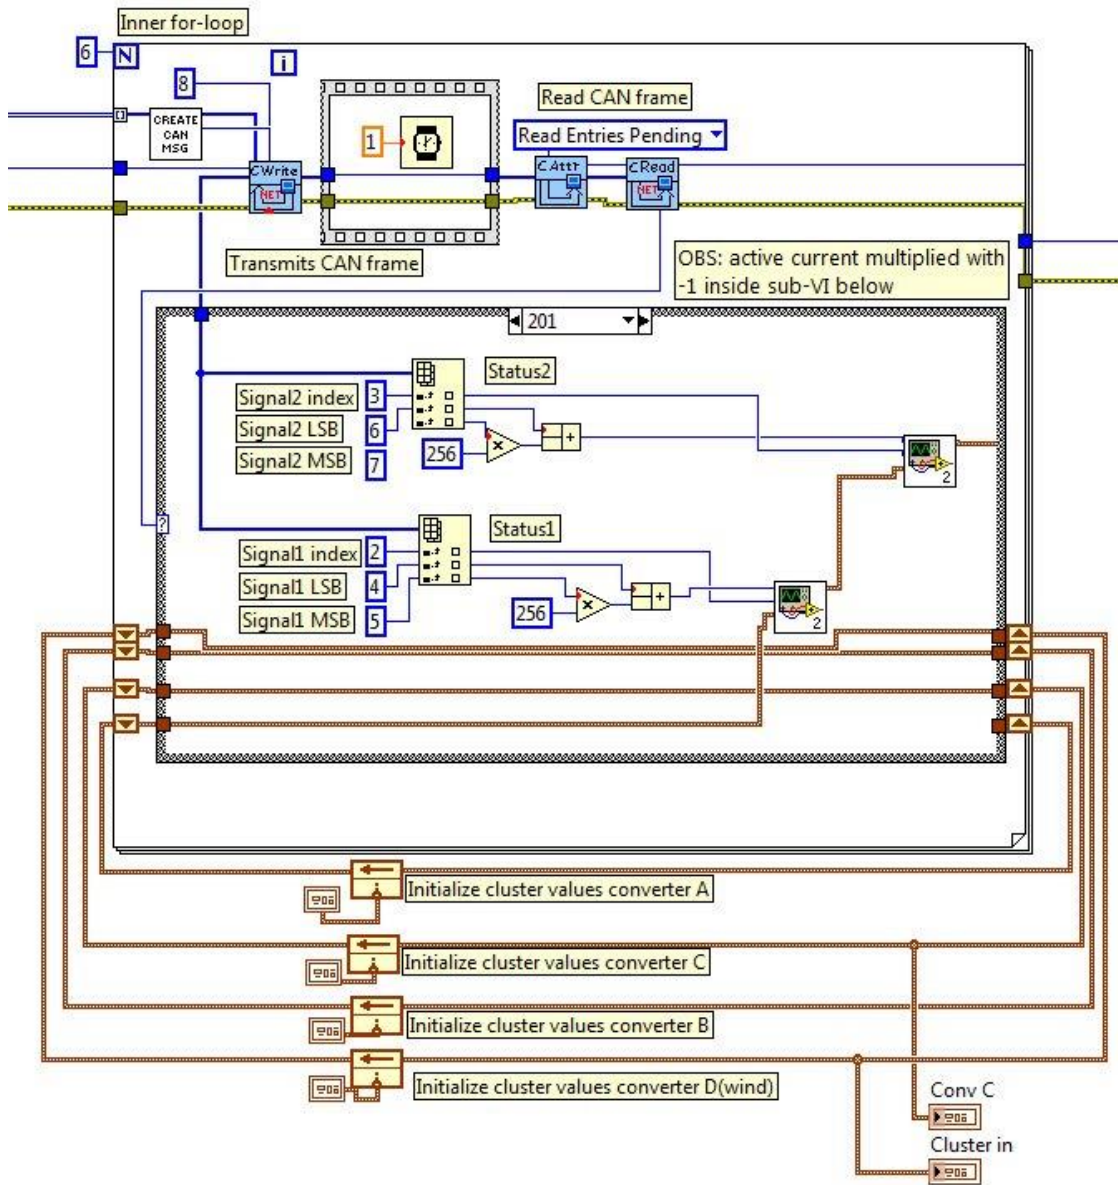 Inner for-loop
6
N
i
8
CREATE
CAN
MSG
1
Read CAN frame
Read Entries Pending
CWrite
NET
CAttr
CRead
NET
Transmits CAN frame
OBS: active current multiplied with
-1 inside sub-VI below
201
Status2
Signal2 index
3
Signal2 LSB
6
Signal2 MSB
7
256
x
+
2
?
Status1
Signal1 index
2
Signal1 LSB
4
Signal1 MSB
5
256
x
+
2
Initialize cluster values converter A
Initialize cluster values converter C
Initialize cluster values converter B
Initialize cluster values converter D(wind)
Conv C
Cluster in